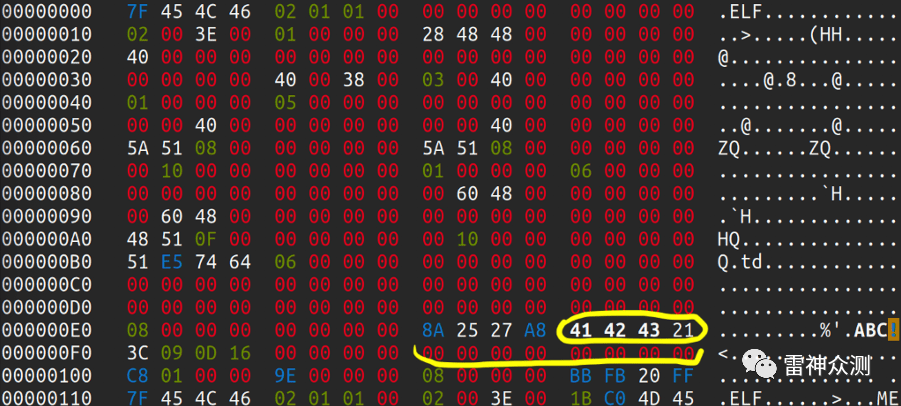 00000000 7F 45 4C 46 02 01 01 00 00 00 00 00 00 00 00 00 .ELF............
00000010 02 00 3E 00 01 00 00 00 28 48 48 00 00 00 00 00 ..>.....(HH.....
00000020 40 00 00 00 00 00 00 00 00 00 00 00 00 00 00 00 @...............
00000030 00 00 00 00 40 00 38 00 03 00 40 00 00 00 00 00 ....@.8...@.....
00000040 01 00 00 00 05 00 00 00 00 00 00 00 00 00 00 00 ................
00000050 00 00 40 00 00 00 00 00 00 00 40 00 00 00 00 00 ..@.......@.....
00000060 5A 51 08 00 00 00 00 00 5A 51 08 00 00 00 00 00 ZQ......ZQ......
00000070 00 10 00 00 00 00 00 00 01 00 00 00 06 00 00 00 ................
00000080 00 00 00 00 00 00 00 00 00 60 48 00 00 00 00 00 .........`H.....
00000090 00 60 48 00 00 00 00 00 00 00 00 00 00 00 00 00 .`H.............
000000A0 48 51 0F 00 00 00 00 00 00 10 00 00 00 00 00 00 HQ..............
000000B0 51 E5 74 64 06 00 00 00 00 00 00 00 00 00 00 00 Q.td............
000000C0 00 00 00 00 00 00 00 00 00 00 00 00 00 00 00 00 ................
000000D0 00 00 00 00 00 00 00 00 00 00 00 00 00 00 00 00 ................
000000E0 08 00 00 00 00 00 00 00 8A 25 27 A8 41 42 43 21 .........%'.ABC!
000000F0 3C 09 0D 16 00 00 00 00 00 00 00 00 00 00 00 00 <...............
00000100 C8 01 00 00 9E 00 00 00 08 00 00 00 BB FB 20 FF .............. .
00000110 7F 45 4C 46 02 01 01 00 02 00 3E 00 1B C0 4D 45 .ELF......>...ME
雷神众测